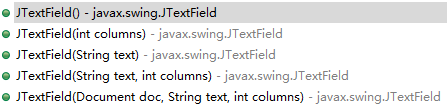 JTextField() - javax.swing.JTextField
JTextField(int columns) - javax.swing.JTextField
JTextField(String text) - javax.swing.JTextField
JTextField(String text, int columns) - javax.swing.JTextField
JTextField(Document doc, String text, int columns) - javax.swing.JTextField